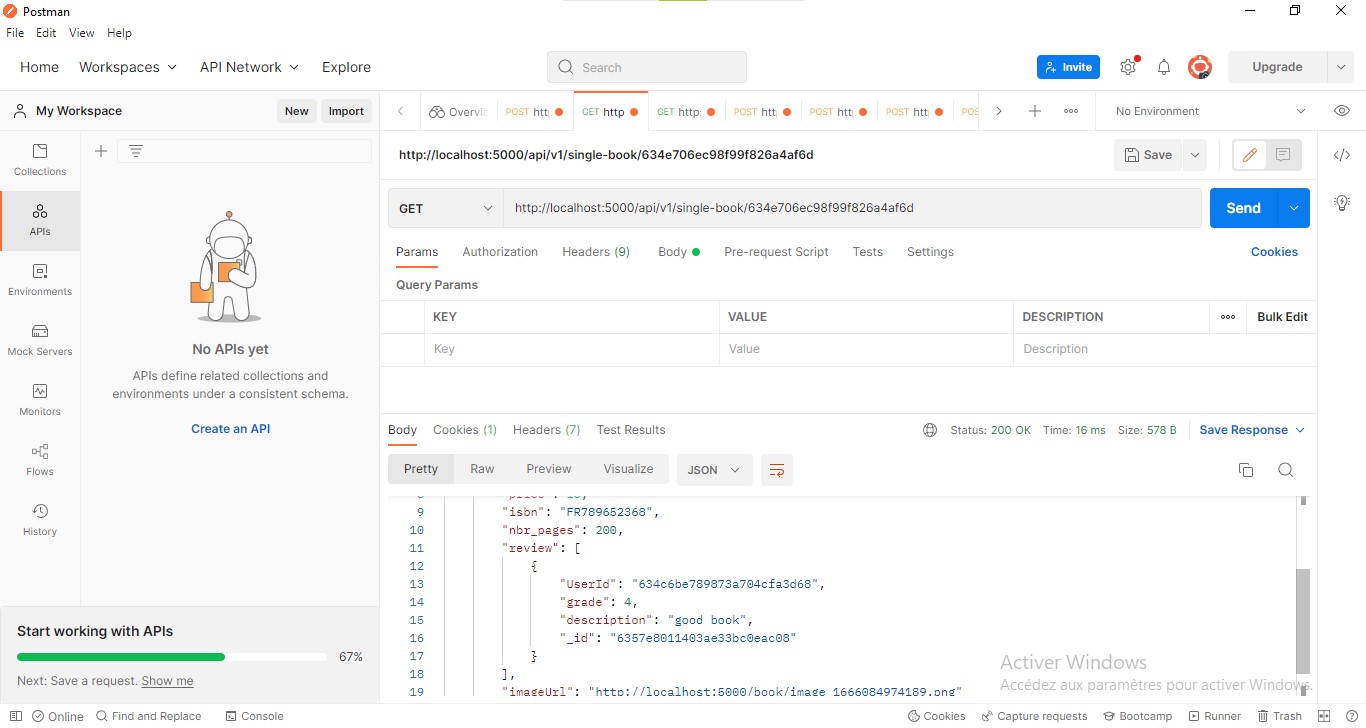 Postman
File Edit View Help
Home Workspaces API Network Explore Search Invite Upgrade
My Workspace New Import Overvie POST htt GET http GET http: POST htt POST htt POST htt POS No Environment
Collections
APIs
Environments
Mock Servers
Monitors
Flows
History
No APIs yet
APIs define related collections and
environments under a consistent schema.
Create an API
Start working with APIs
67%
Next: Save a request. Show me
http://localhost:5000/api/v1/single-book/634e706ec98f99f826a4af6d Save
GET http://localhost:5000/api/v1/single-book/634e706ec98f99f826a4af6d Send
Params Authorization Headers (9) Body Pre-request Script Tests Settings Cookies
Query Params
KEY VALUE DESCRIPTION Bulk Edit
Key Value Description
Body Cookies (1) Headers (7) Test Results Status: 200 OK Time: 16 ms Size: 578 B Save Response
Pretty Raw Preview Visualize JSON
9 "isbn": "FR789652368",
10 "nbr_pages": 200,
11 "review": [
12 {
13 "UserId": "634c6be789873a704cfa3d68",
14 "grade": 4,
15 "description": "good book",
16 "_id": "6357e8011403ae33bc0eac08"
17 }
18 ],
19 "imageUrl": "http://localhost:5000/book/image_1666084974189.png"
Activer Windows
Accédez aux paramètres pour activer Windows.
Online Find and Replace Console Cookies Capture requests Bootcamp Runner Trash